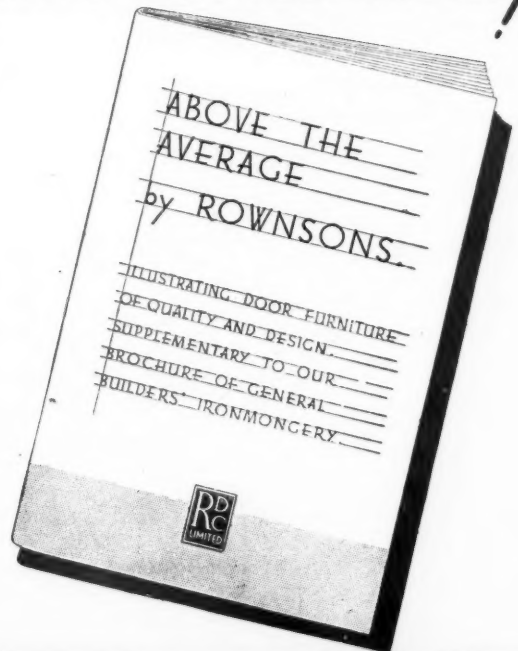 !
ABOVE THE
AVERAGE
by ROWNSONS.
ILLUSTRATING DOOR FURNITURE
OF QUALITY AND DESIGN.
SUPPLEMENTARY TO OUR
BROCHURE OF GENERAL
BUILDERS' IRONMONGERY
RDC
LIMITED